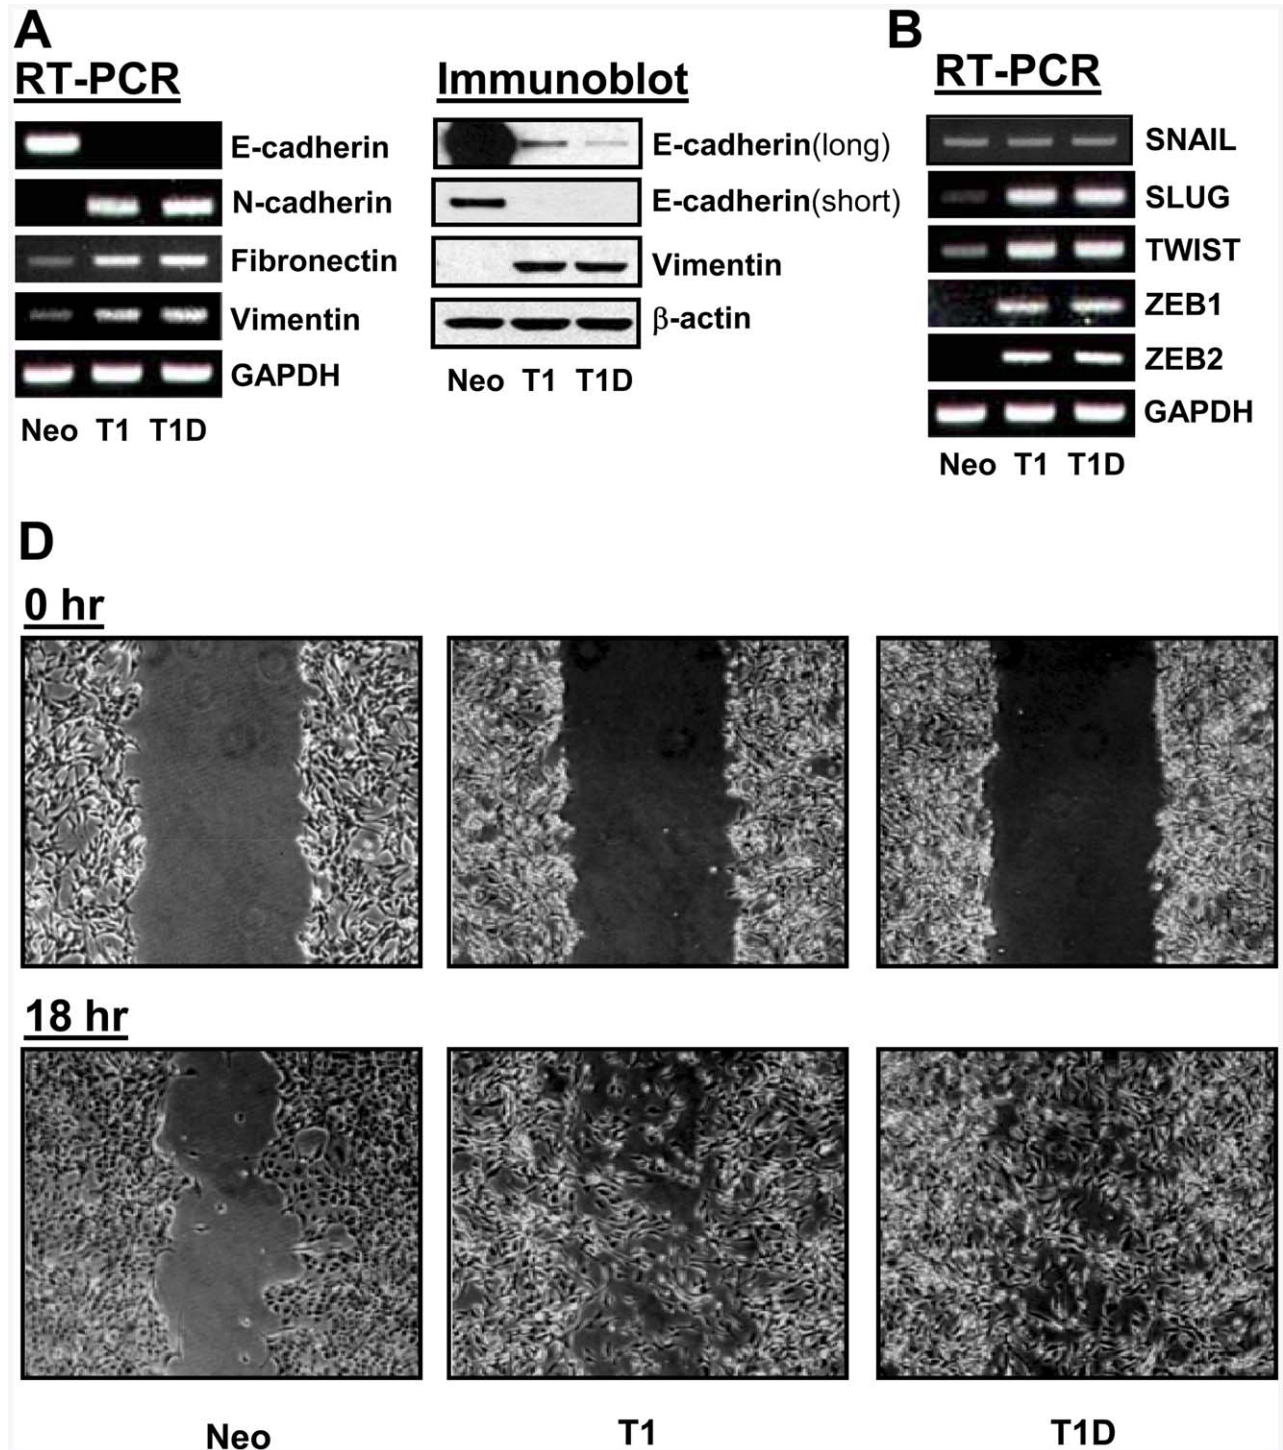 A
RT-PCR
E-cadherin
N-cadherin
Fibronectin
Vimentin
GAPDH
Neo T1 T1D
Immunoblot
E-cadherin(long)
E-cadherin(short)
Vimentin
β-actin
Neo T1 T1D
B
RT-PCR
SNAIL
SLUG
TWIST
ZEB1
ZEB2
GAPDH
Neo T1 T1D
D
0 hr
18 hr
Neo T1 T1D